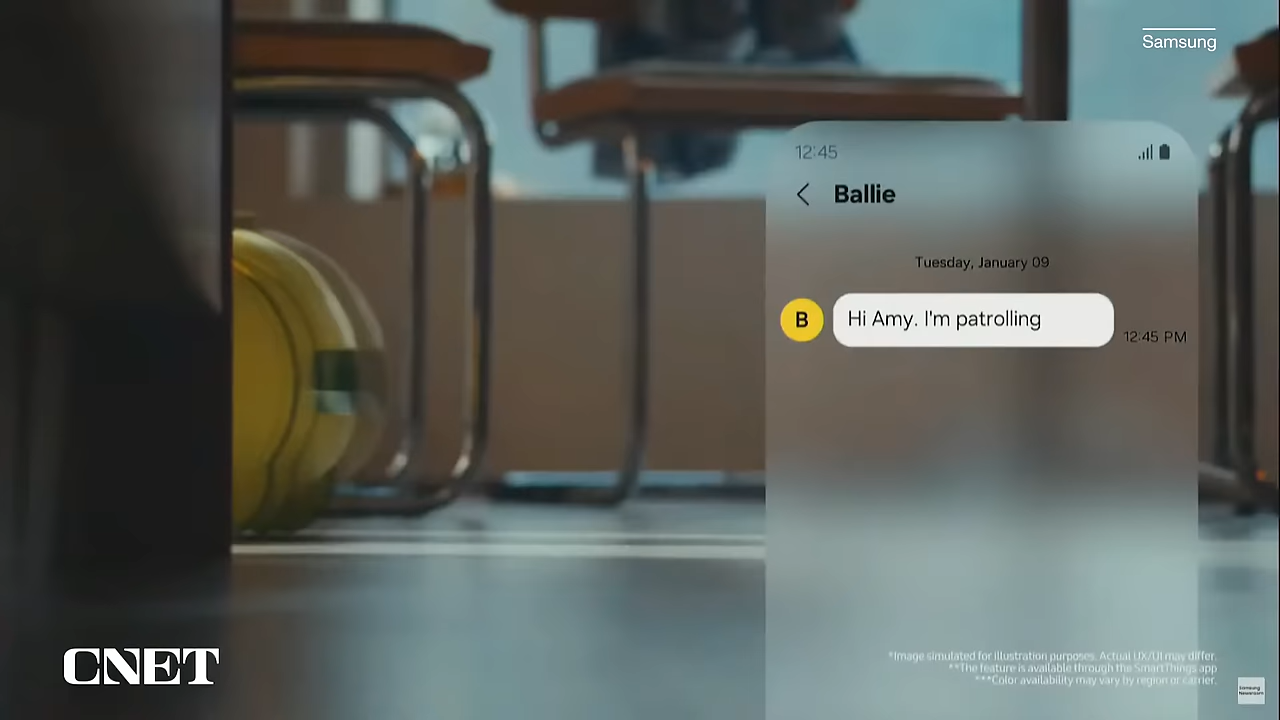 Samsung
12:45
Ballie
Tuesday, January 09
B
Hi Amy. I'm patrolling
12:45 PM
CNET
*Image simulated for illustration purposes. Actual UX/UI may differ.
**The feature is available through the SmartThings app
***Color availability may vary by region or carrier.
Samsung
Newsroom